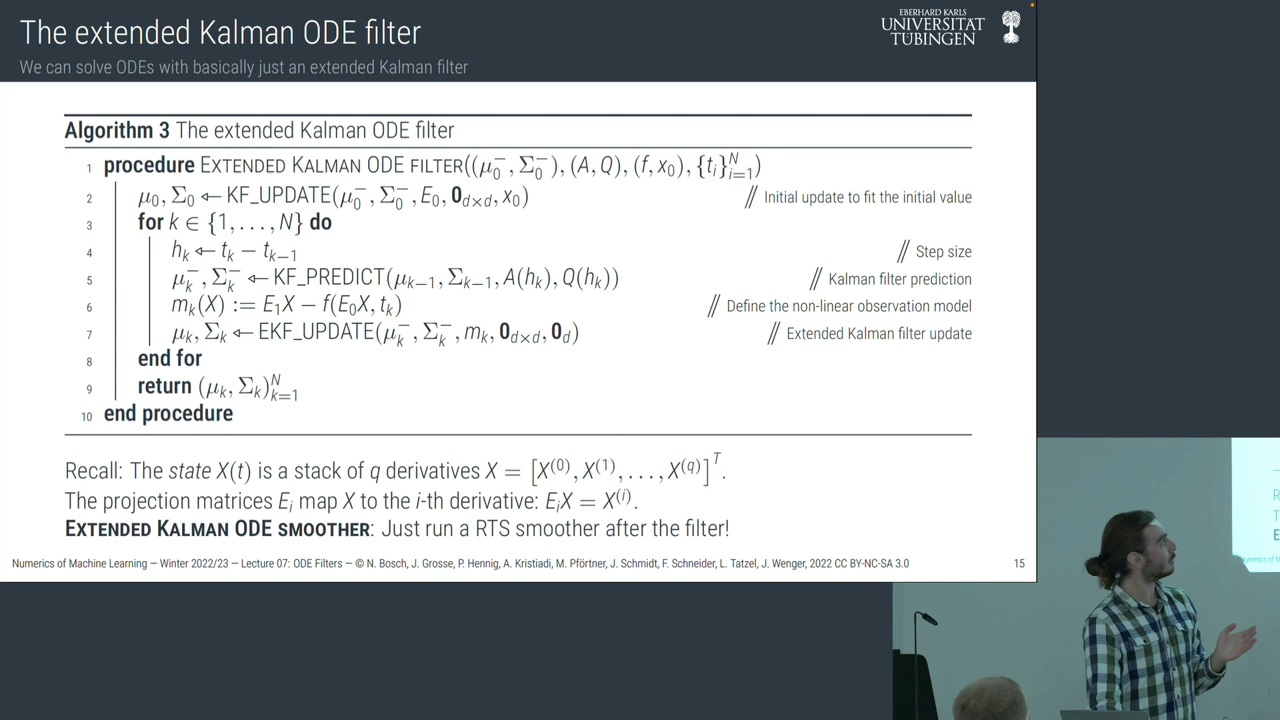 The extended Kalman ODE filter
We can solve ODEs with basically just an extended Kalman filter
EBERHARD KARLS
UNIVERSITÄT
TÜBINGEN
Algorithm 3 The extended Kalman ODE filter
1 procedure EXTENDED KALMAN ODE FILTER((μ₀⁻, Σ₀⁻), (A, Q), (f, x₀), {tᵢ}ᵢ₌₁ᴺ)
2 μ₀, Σ₀ ← KF_UPDATE(μ₀⁻, Σ₀⁻, E₀, 0_{d×d}, x₀) // Initial update to fit the initial value
3 for k ∈ {1, . . . , N} do
4 hₖ ← tₖ − tₖ₋₁ // Step size
5 μₖ⁻, Σₖ⁻ ← KF_PREDICT(μₖ₋₁, Σₖ₋₁, A(hₖ), Q(hₖ)) // Kalman filter prediction
6 mₖ(X) := E₁X − f(E₀X, tₖ) // Define the non-linear observation model
7 μₖ, Σₖ ← EKF_UPDATE(μₖ⁻, Σₖ⁻, mₖ, 0_{d×d}, 0_d) // Extended Kalman filter update
8 end for
9 return (μₖ, Σₖ)ₖ₌₁ᴺ
10 end procedure
Recall: The state X(t) is a stack of q derivatives X = [X⁽⁰⁾, X⁽¹⁾, . . . , X⁽q⁾]ᵀ.
The projection matrices Eᵢ map X to the i-th derivative: EᵢX = X⁽ⁱ⁾.
EXTENDED KALMAN ODE SMOOTHER: Just run a RTS smoother after the filter!
Numerics of Machine Learning — Winter 2022/23 — Lecture 07: ODE Filters — © N. Bosch, J. Grosse, P. Hennig, A. Kristiadi, M. Pförtner, J. Schmidt, F. Schneider, L. Tatzel, J. Wenger, 2022 CC BY-NC-SA 3.0 15
R
T
E